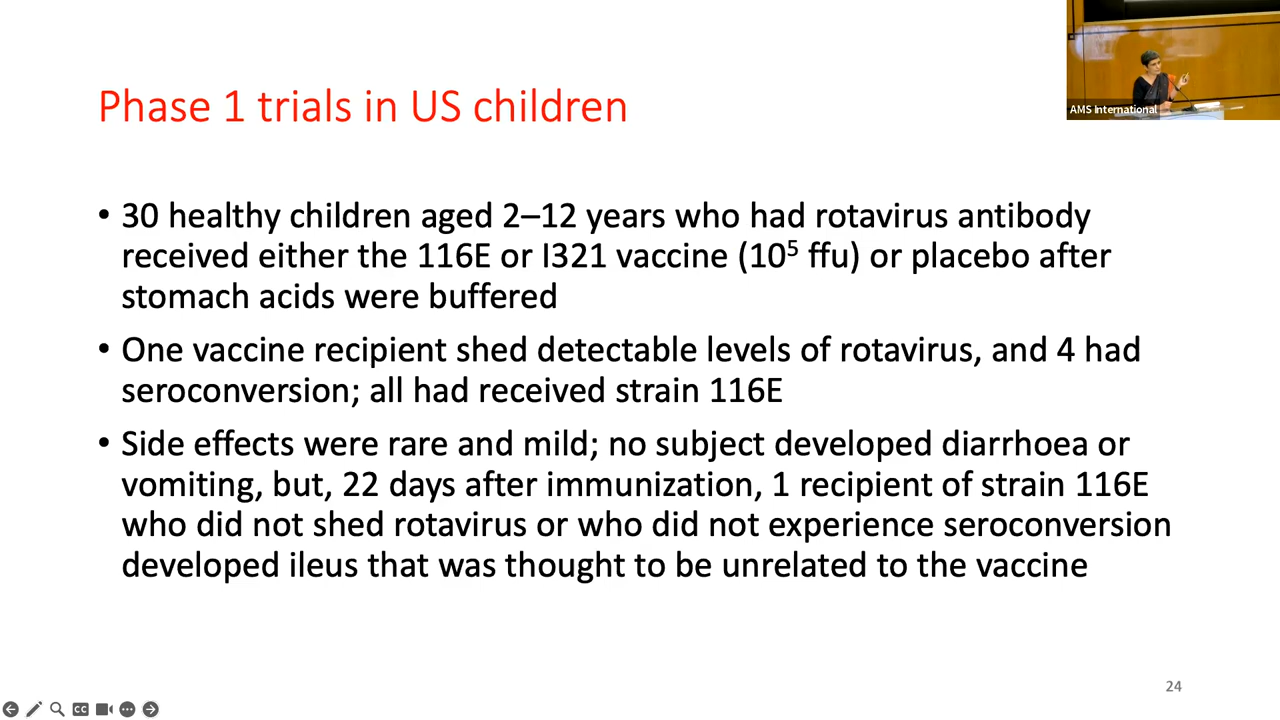 AMS International
Phase 1 trials in US children
• 30 healthy children aged 2–12 years who had rotavirus antibody
received either the 116E or I321 vaccine (10⁵ ffu) or placebo after
stomach acids were buffered
• One vaccine recipient shed detectable levels of rotavirus, and 4 had
seroconversion; all had received strain 116E
• Side effects were rare and mild; no subject developed diarrhoea or
vomiting, but, 22 days after immunization, 1 recipient of strain 116E
who did not shed rotavirus or who did not experience seroconversion
developed ileus that was thought to be unrelated to the vaccine
24
CC